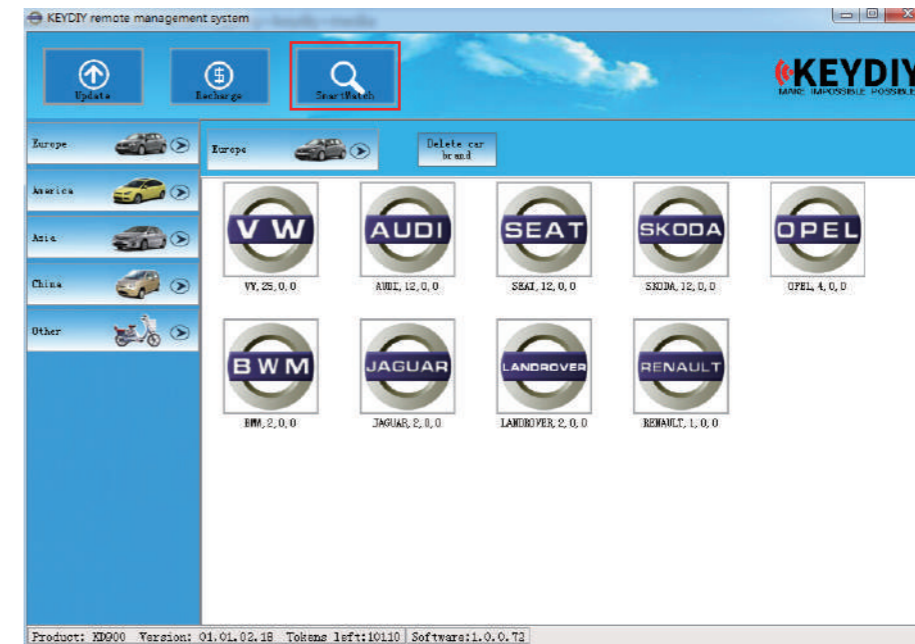 KEYDIY remote management system
Update
Recharge
SmartMatch
KEYDIY
MAKE IMPOSSIBLE POSSIBLE
Europe
America
Asia
China
Other
Europe
Delete car
brand
VW
AUDI
SEAT
SKODA
OPEL
VY, 25, 0, 0
AUDI, 12, 0, 0
SEAT, 12, 0, 0
SKODA, 12, 0, 0
OPEL, 4, 0, 0
BWM
JAGUAR
LANDROVER
RENAULT
BMW, 2, 0, 0
JAGUAR, 2, 0, 0
LANDROVER, 2, 0, 0
RENAULT, 1, 0, 0
Product: KD900 Version: 01.01.02.18 Tokens left:10110 Software:1.0.0.72